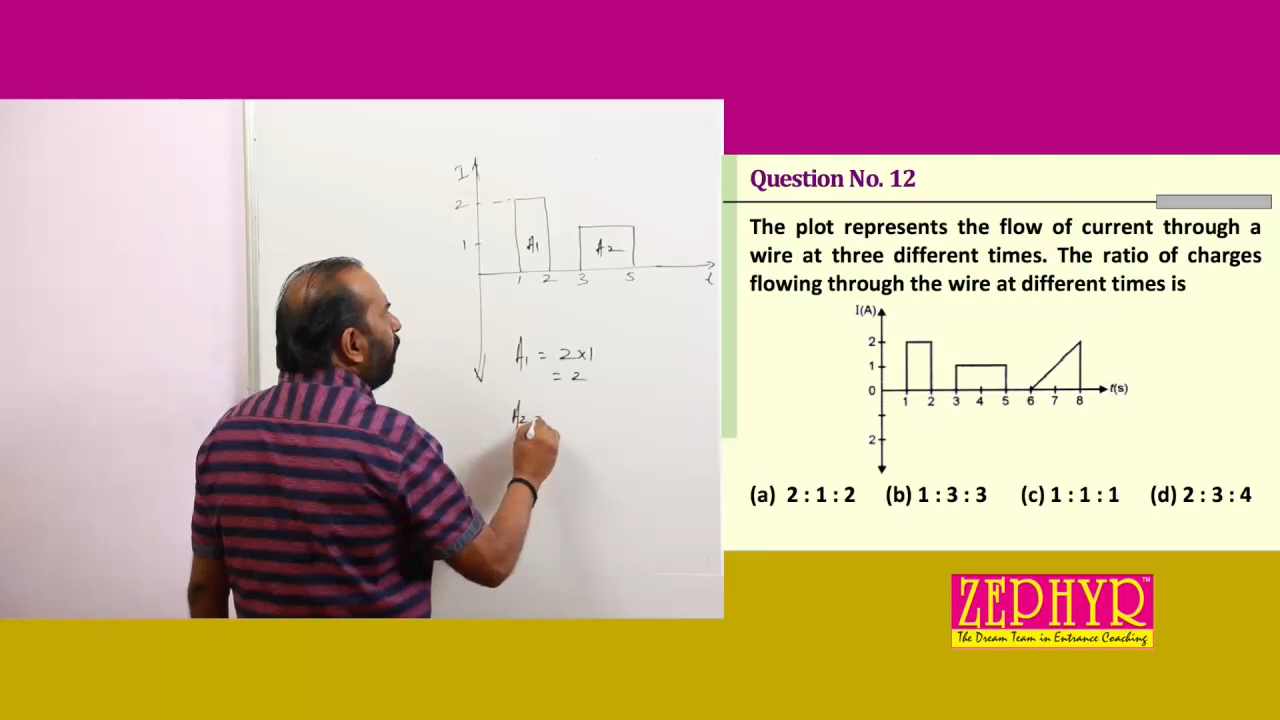 I
2
1
A1
A2
1 2 3 5 t
A1 = 2×1
= 2
A2 =
Question No. 12
The plot represents the flow of current through a
wire at three different times. The ratio of charges
flowing through the wire at different times is
I(A)
2
1
0
1 2 3 4 5 6 7 8 t(s)
2
(a) 2 : 1 : 2 (b) 1 : 3 : 3 (c) 1 : 1 : 1 (d) 2 : 3 : 4
ZEPHYR™
The Dream Team in Entrance Coaching